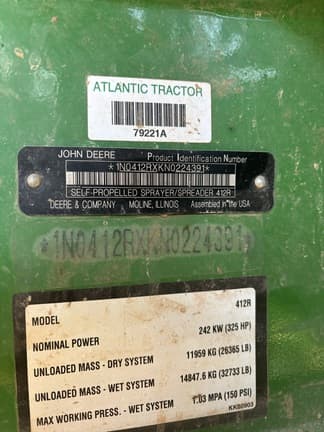 ATLANTIC TRACTOR
79221A
JOHN DEERE Product Identification Number
*1N0412RXKN0224391*
SELF-PROPELLED SPRAYER/SPREADER 412R
DEERE & COMPANY MOLINE, ILLINOIS Assembled in the USA
*1N0412RXKN0224391*
412R
MODEL
NOMINAL POWER 242 KW (325 HP)
UNLOADED MASS - DRY SYSTEM 11959 KG (26365 LB)
UNLOADED MASS - WET SYSTEM 14847.6 KG (32733 LB)
MAX WORKING PRESS. - WET SYSTEM 1.03 MPA (150 PSI)
KK80903